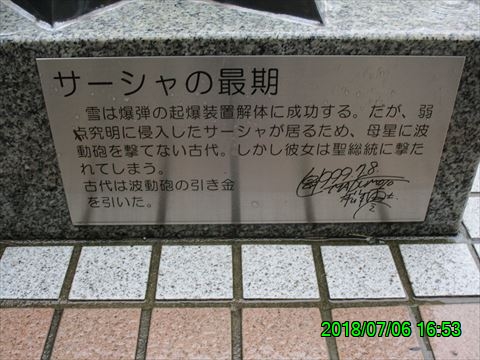 サーシャの最期
雪は爆弾の起爆装置解体に成功する。だが、弱
点究明に侵入したサーシャが居るため、母星に波
動砲を撃てない古代。しかし彼女は聖総統に撃た
れてしまう。
古代は波動砲の引き金
を引いた。
2018/07/06 16:53